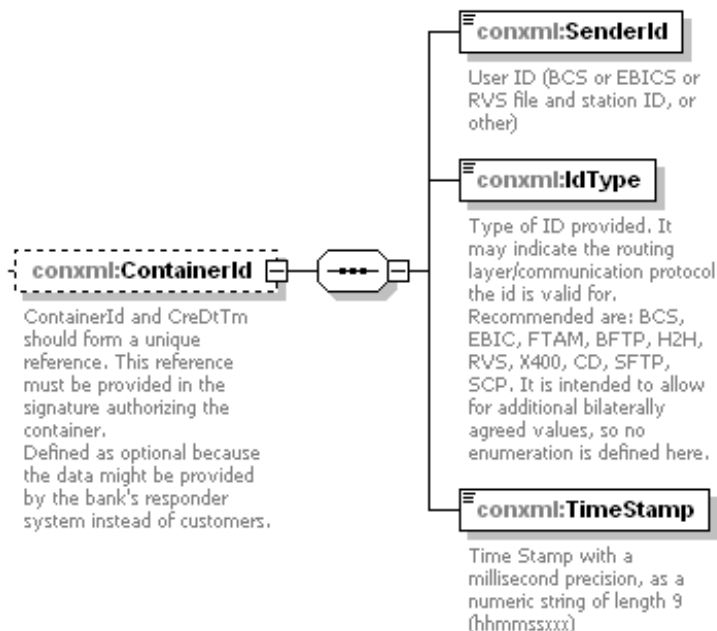 conxml:SenderId
User ID (BCS or EBICS or
RVS file and station ID, or
other)
conxml:IdType
Type of ID provided. It
may indicate the routing
layer/communication protocol
the id is valid for.
Recommended are: BCS,
EBIC, FTAM, BFTP, H2H,
RVS, X400, CD, SFTP,
SCP. It is intended to allow
for additional bilaterally
agreed values, so no
enumeration is defined here.
conxml:ContainerId
ContainerId and CreDtTm
should form a unique
reference. This reference
must be provided in the
signature authorizing the
container.
Defined as optional because
the data might be provided
by the bank's responder
system instead of customers.
conxml:TimeStamp
Time Stamp with a
millisecond precision, as a
numeric string of length 9
(hhmmssxxx)